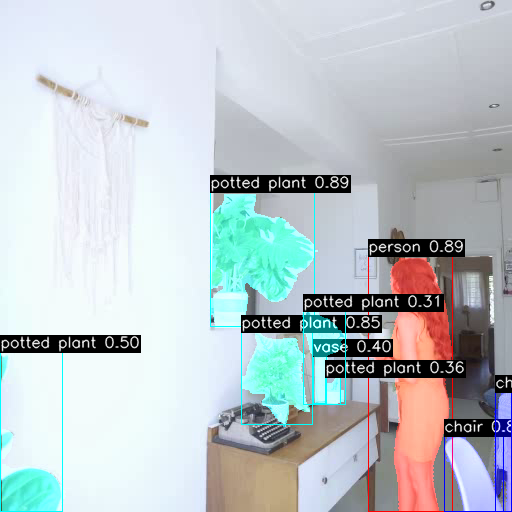 potted plant 0.89
person 0.89
potted plant 0.31
potted plant 0.85
potted plant 0.50
vase 0.40
potted plant 0.36
ch
chair 0.8